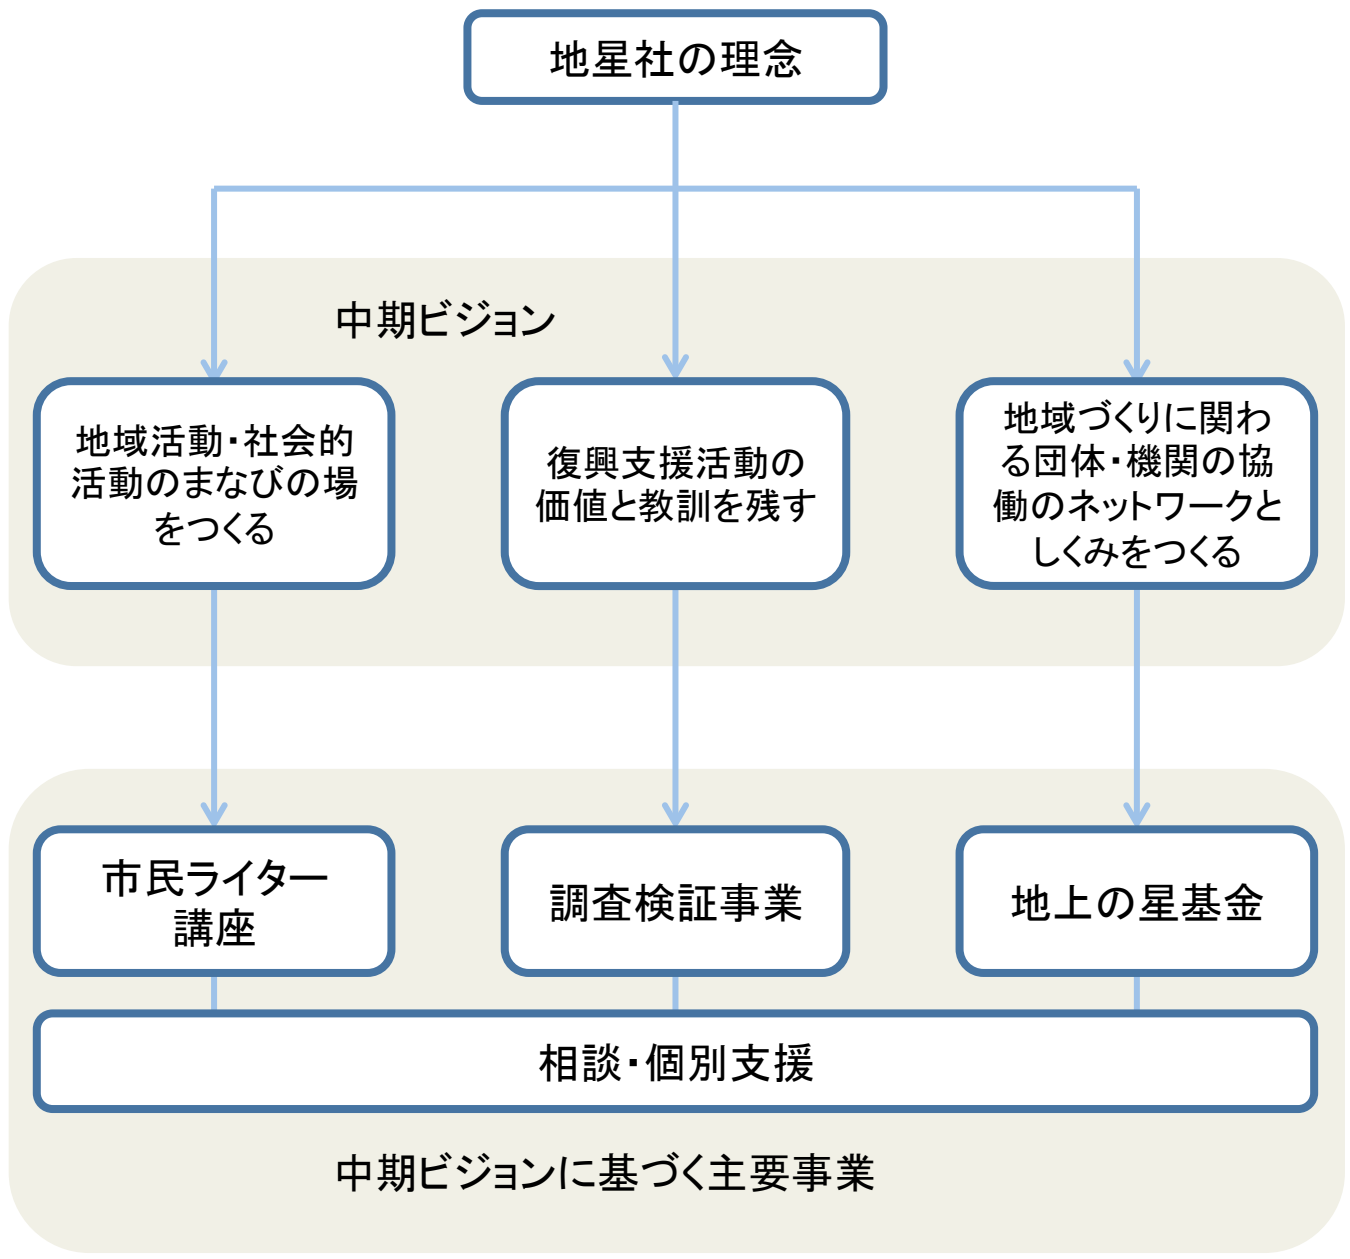 地星社の理念
中期ビジョン
地域活動・社会的
活動のまなびの場
をつくる
復興支援活動の
価値と教訓を残す
地域づくりに関わ
る団体・機関の協
働のネットワークと
しくみをつくる
市民ライター
講座
調査検証事業
地上の星基金
相談・個別支援
中期ビジョンに基づく主要事業